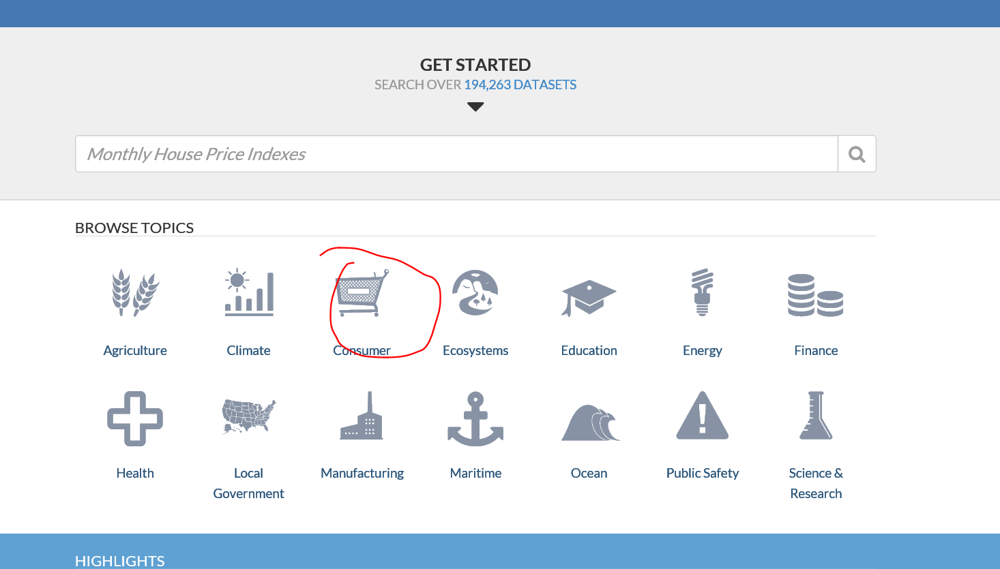 GET STARTED
SEARCH OVER 194,263 DATASETS
Monthly House Price Indexes
BROWSE TOPICS
Agriculture
Climate
Consumer
Ecosystems
Education
Energy
Finance
Health
Local
Government
Manufacturing
Maritime
Ocean
Public Safety
Science &
Research
HIGHLIGHTS